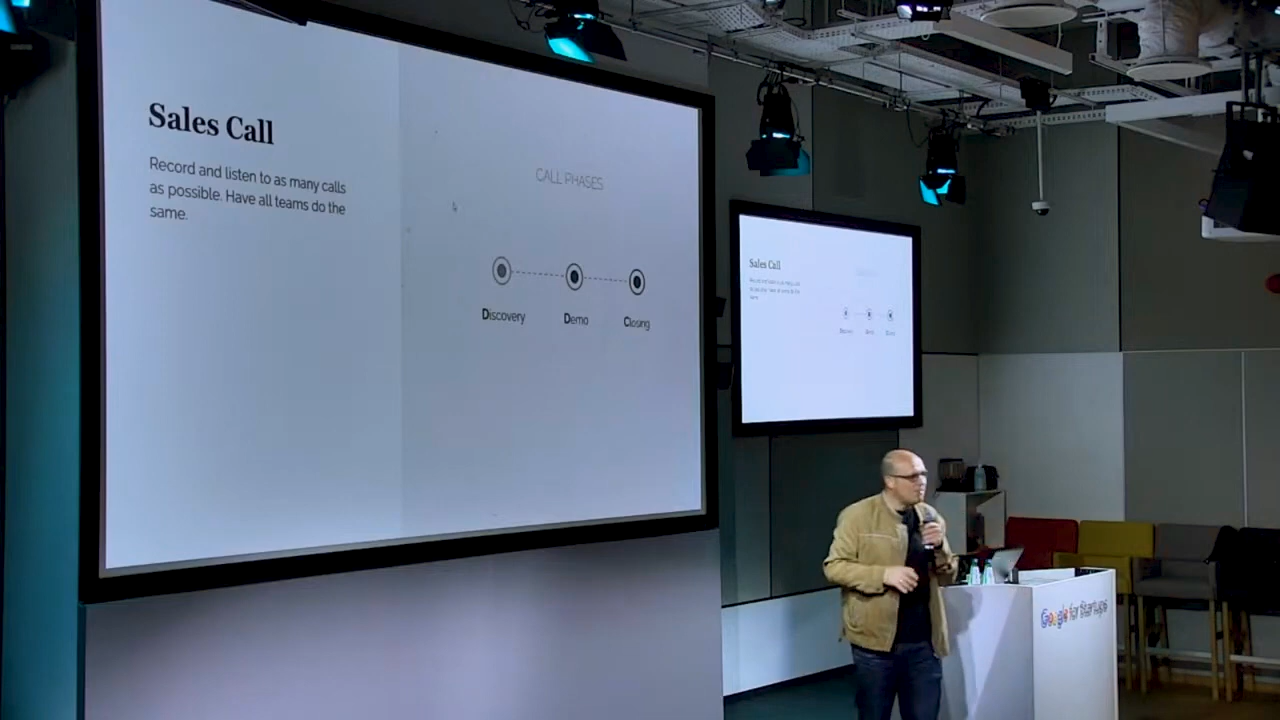 Sales Call
Record and listen to as many calls
as possible. Have all teams do the
same.
CALL PHASES
Discovery
Demo
Closing
Sales Call
Google for Startups